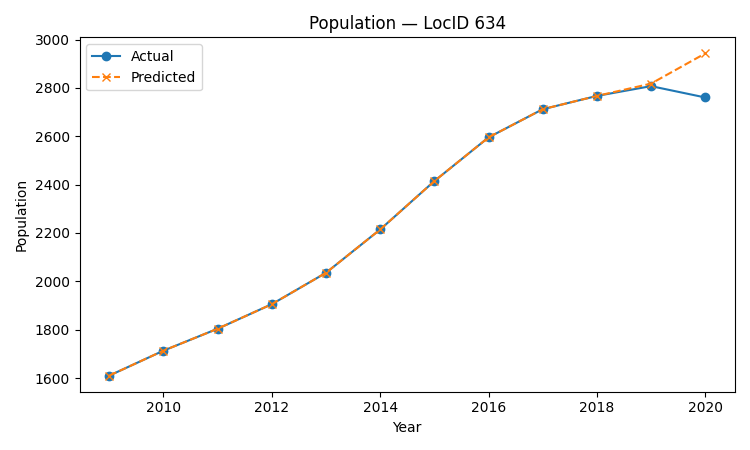 Population — LocID 634
Actual
Predicted
3000
2800
2600
2400
2200
2000
1800
1600
Population
2010 2012 2014 2016 2018 2020
Year